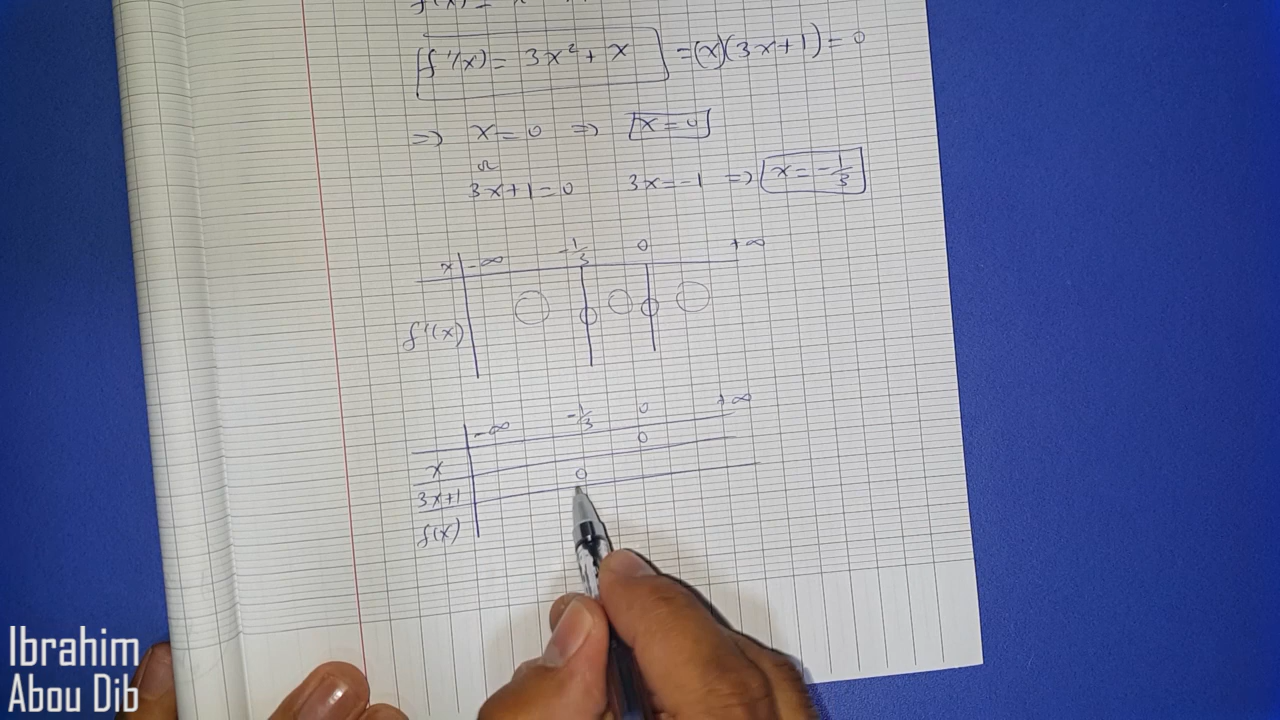 f'(x) = 3x² + x = (x)(3x+1) = 0
=> x = 0 => x = 0
or
3x+1=0 3x=-1 => x = -1/3
x -∞ -1/3 0 +∞
f'(x)
-∞ -1/3 0 +∞
x 0
3x+1 0
f(x)
Ibrahim
Abou Dib